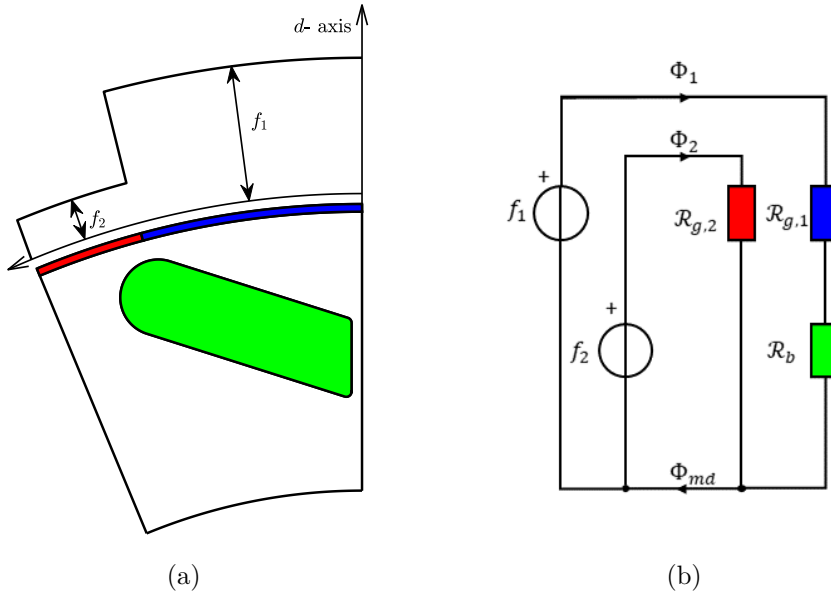 d- axis
f₁
f₂
(a)
Φ₁
Φ₂
+
f₁
ℛg,2
ℛg,1
+
f₂
ℛb
Φmd
(b)